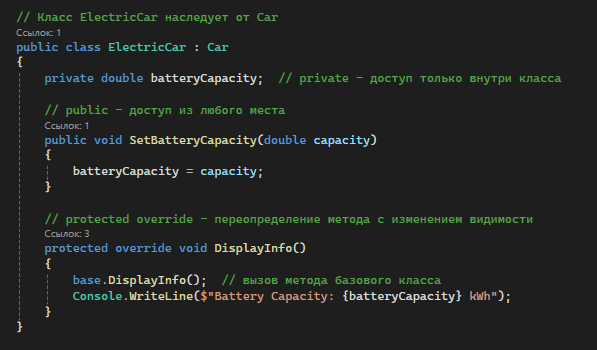 // Класс ElectricCar наследует от Car
Ссылок: 1
public class ElectricCar : Car
{
private double batteryCapacity;  // private – доступ только внутри класса
// public – доступ из любого места
Ссылок: 1
public void SetBatteryCapacity(double capacity)
{
batteryCapacity = capacity;
}
// protected override – переопределение метода с изменением видимости
Ссылок: 3
protected override void DisplayInfo()
{
base.DisplayInfo();  // вызов метода базового класса
Console.WriteLine($"Battery Capacity: {batteryCapacity} kWh");
}
}